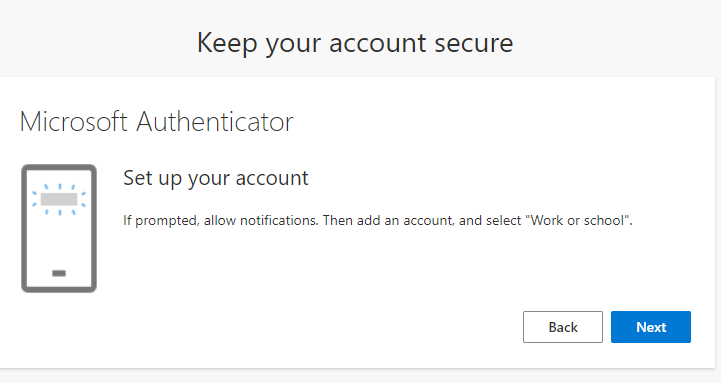 Keep your account secure
Microsoft Authenticator
Set up your account
If prompted, allow notifications. Then add an account, and select "Work or school".
Back
Next